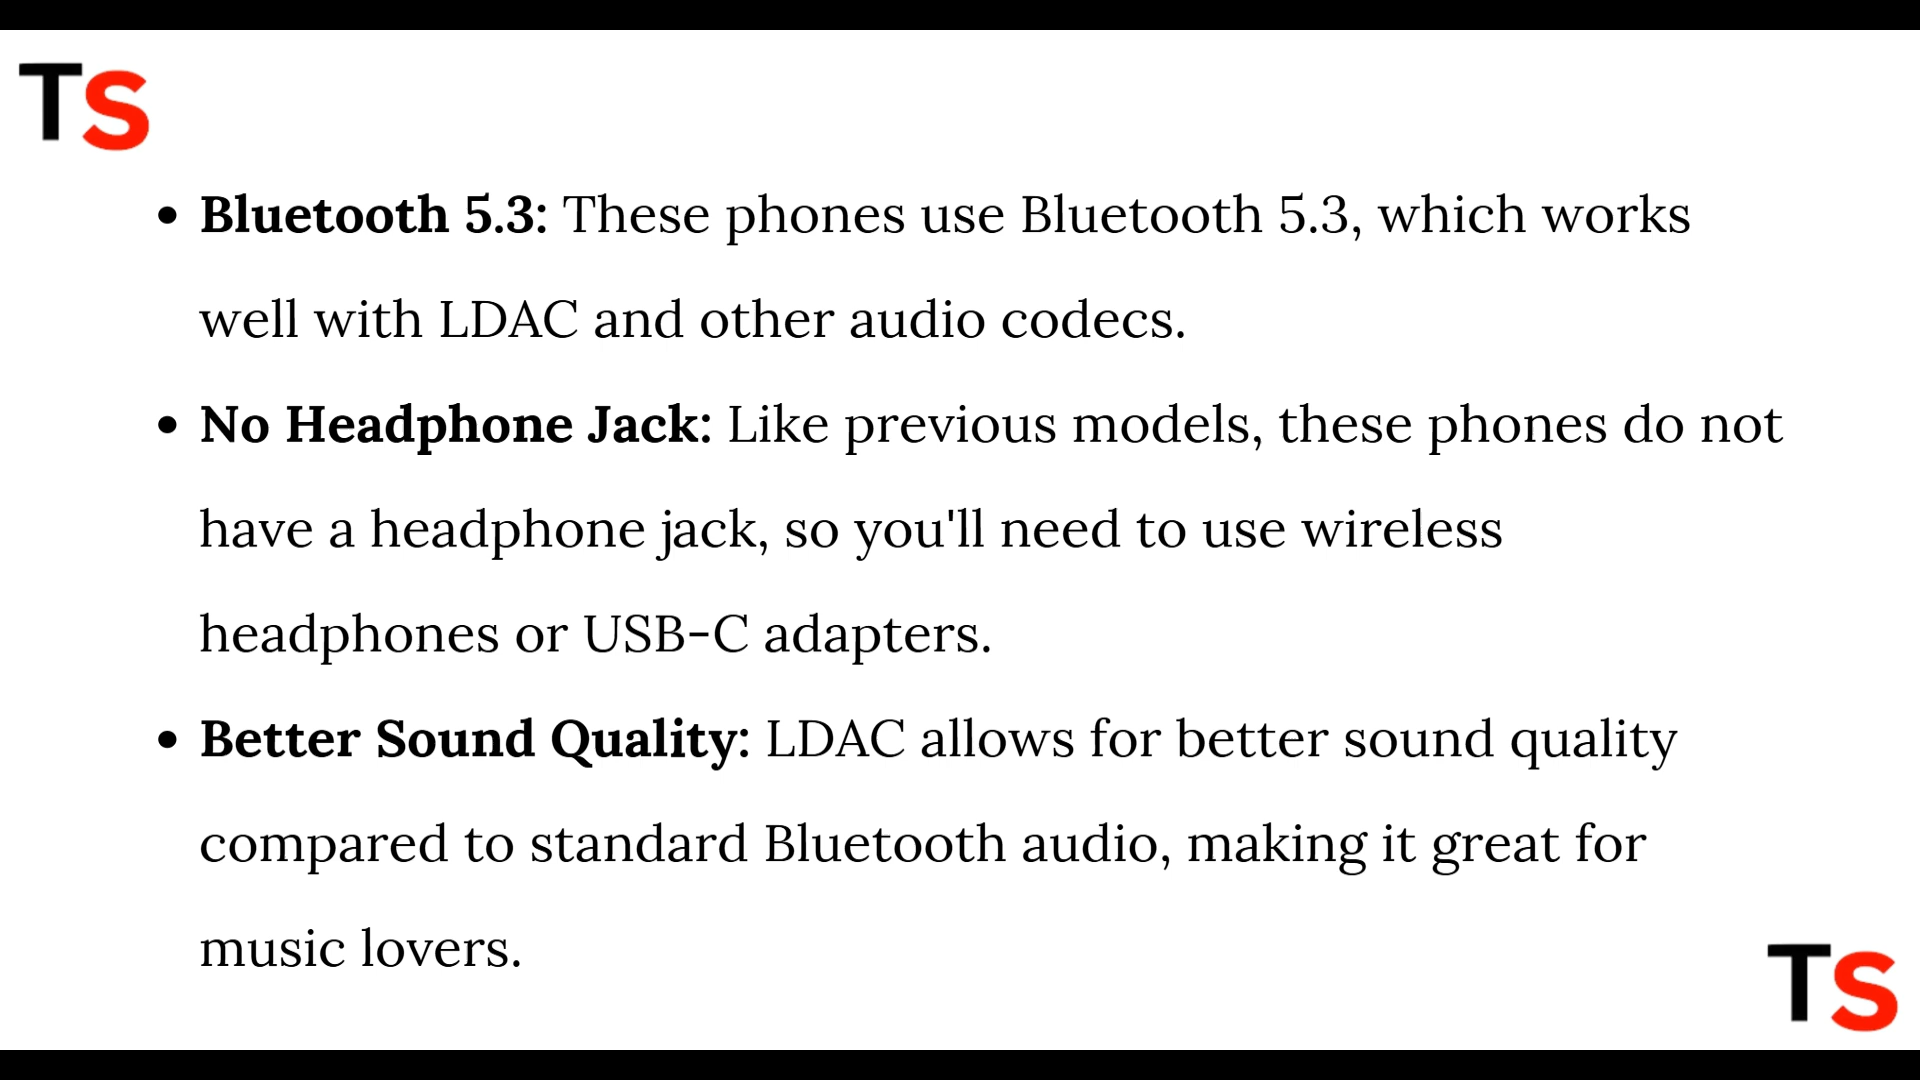 TS
• Bluetooth 5.3: These phones use Bluetooth 5.3, which works
well with LDAC and other audio codecs.
• No Headphone Jack: Like previous models, these phones do not
have a headphone jack, so you'll need to use wireless
headphones or USB-C adapters.
• Better Sound Quality: LDAC allows for better sound quality
compared to standard Bluetooth audio, making it great for
music lovers.
TS